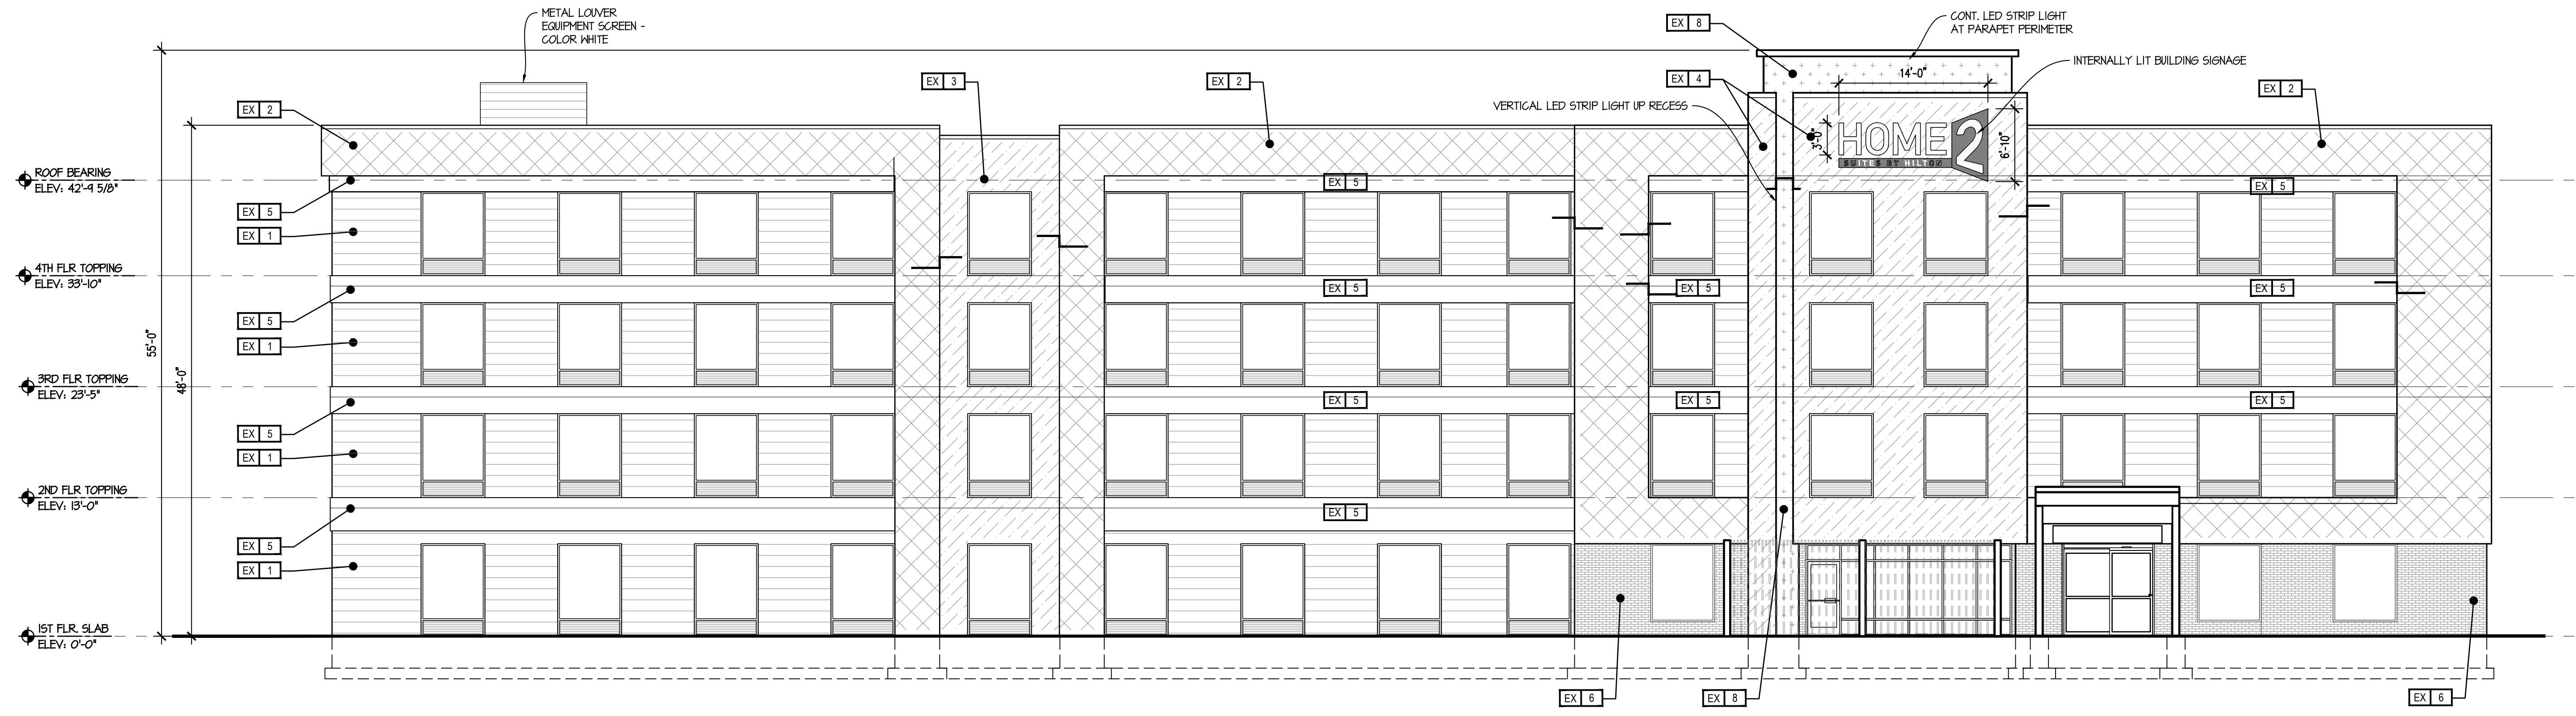 METAL LOUVER
EQUIPMENT SCREEN -
COLOR WHITE
EX 8
CONT. LED STRIP LIGHT
AT PARAPET PERIMETER
INTERNALLY LIT BUILDING SIGNAGE
EX 3
EX 2
EX 4
14'-0"
EX 2
EX 2
VERTICAL LED STRIP LIGHT UP RECESS
3'-0"
HOME 2
SUITES BY HILTON
6'-10"
ROOF BEARING
ELEV: 42'-9 5/8"
EX 5
EX 5
EX 5
EX 1
4TH FLR TOPPING
ELEV: 33'-10"
EX 5
EX 5
EX 5
EX 5
EX 1
55'-0"
48'-0"
3RD FLR TOPPING
ELEV: 23'-5"
EX 5
EX 5
EX 5
EX 5
EX 1
2ND FLR TOPPING
ELEV: 13'-0"
EX 5
EX 5
EX 1
1ST FLR. SLAB
ELEV: 0'-0"
EX 6
EX 8
EX 6